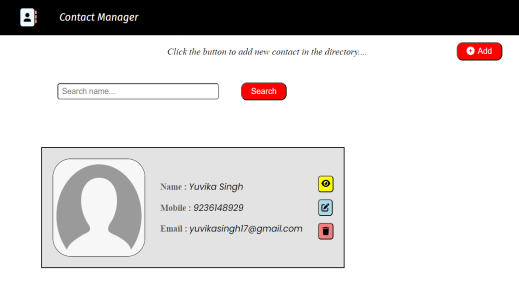 Contact Manager
Click the button to add new contact in the directory....
Add
Search name...
Search
Name : Yuvika Singh
Mobile : 9236148929
Email : yuvikasingh17@gmail.com